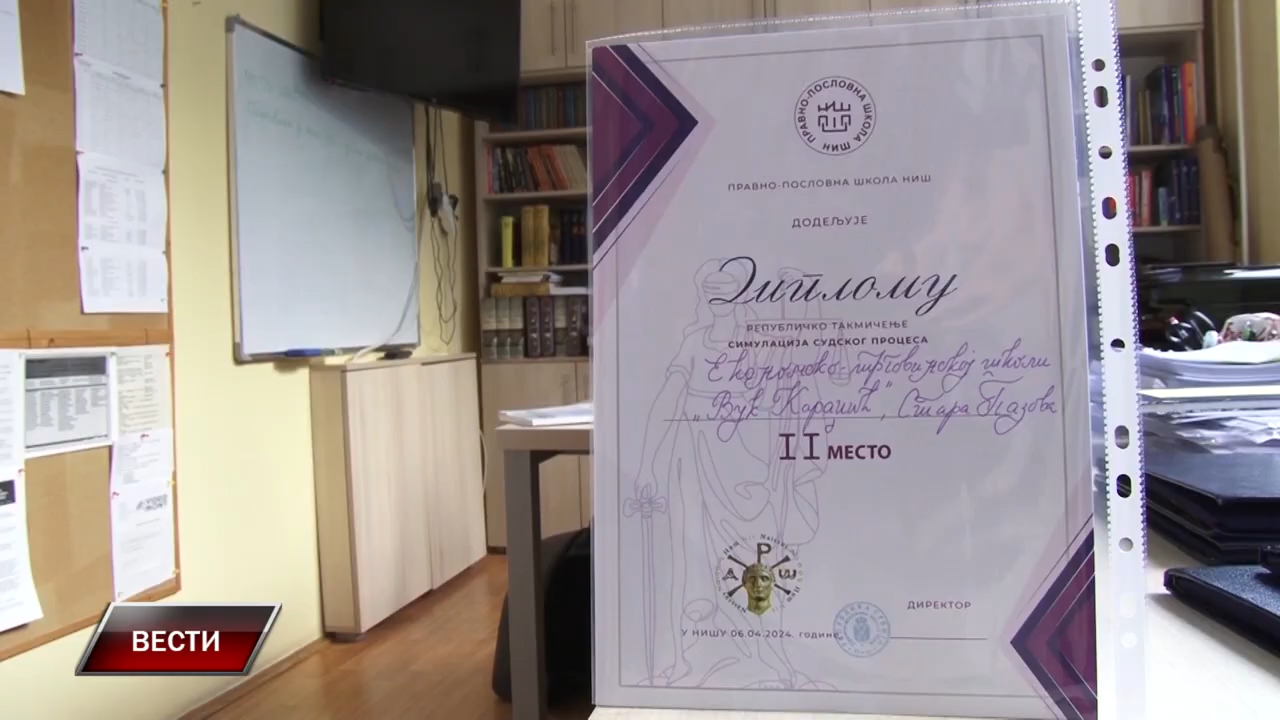 ПРАВНО-ПОСЛОВНА ШКОЛА НИШ
ПРАВНО-ПОСЛОВНА ШКОЛА НИШ
ДОДЕЉУЈЕ
Диплому
РЕПУБЛИЧКО ТАКМИЧЕЊЕ
СИМУЛАЦИЈА СУДСКОГ ПРОЦЕСА
Економско-трговинској школи
„Вук Караџић", Стара Пазова
II МЕСТО
ДИРЕКТОР
У НИШУ 06.04.2024. године,
ВЕСТИ